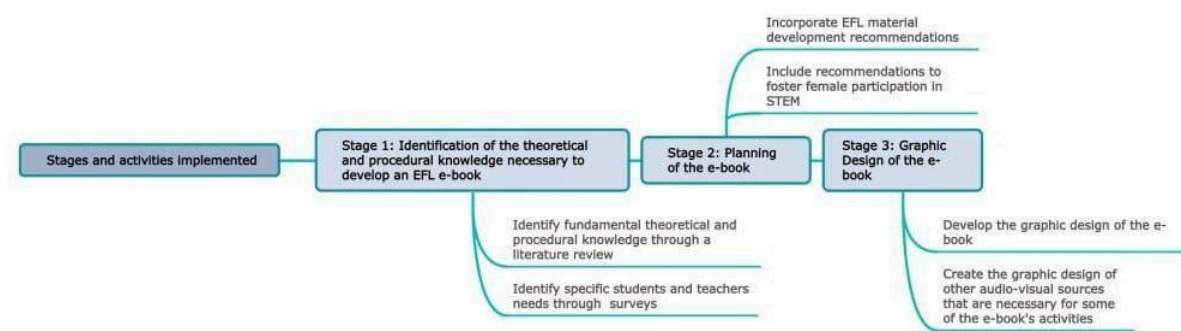 Incorporate EFL material
development recommendations
Include recommendations to
foster female participation in
STEM
Stages and activities implemented
Stage 1: Identification of the theoretical
and procedural knowledge necessary to
develop an EFL e-book
Stage 2: Planning
of the e-book
Stage 3: Graphic
Design of the e-
book
Identify fundamental theoretical and
procedural knowledge through a
literature review
Identify specific students and teachers
needs through surveys
Develop the graphic design of the e-
book
Create the graphic design of
other audio-visual sources
that are necessary for some
of the e-book's activities